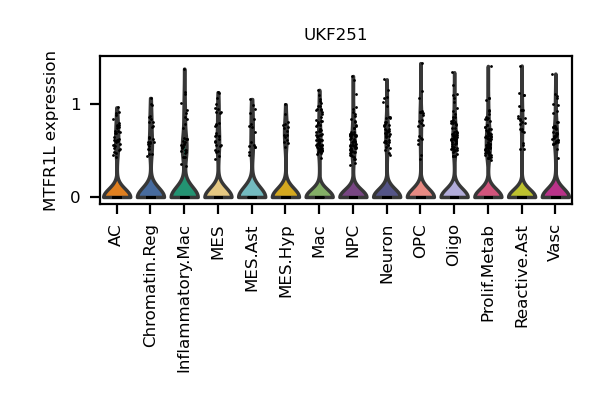 UKF251
MTFR1L expression
1
0
AC
Chromatin.Reg
Inflammatory.Mac
MES
MES.Ast
MES.Hyp
Mac
NPC
Neuron
OPC
Oligo
Prolif.Metab
Reactive.Ast
Vasc